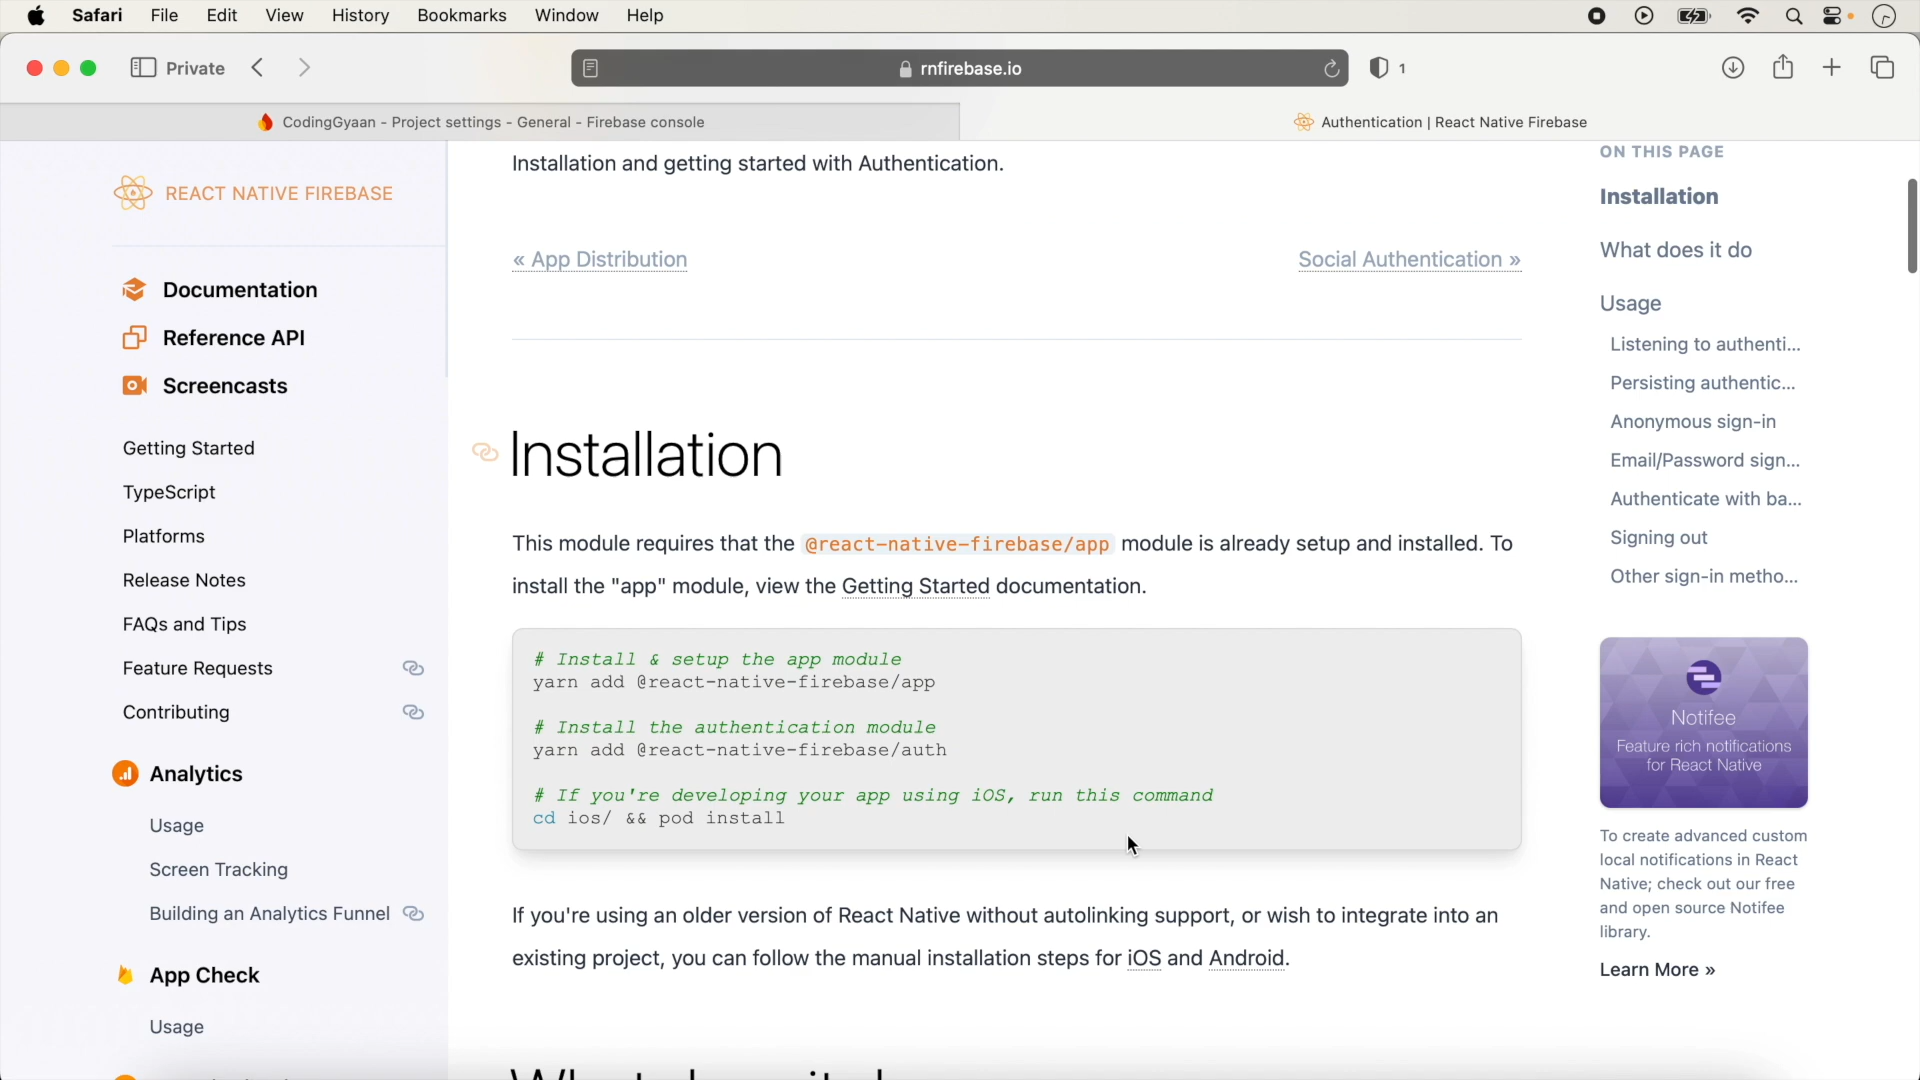 Safari File Edit View History Bookmarks Window Help
Private
rnfirebase.io
1
CodingGyaan - Project settings - General - Firebase console
Authentication | React Native Firebase
REACT NATIVE FIREBASE
Documentation
Reference API
Screencasts
Getting Started
TypeScript
Platforms
Release Notes
FAQs and Tips
Feature Requests
Contributing
Analytics
Usage
Screen Tracking
Building an Analytics Funnel
App Check
Usage
Installation and getting started with Authentication.
« App Distribution
Social Authentication »
Installation
This module requires that the @react-native-firebase/app module is already setup and installed. To
install the "app" module, view the Getting Started documentation.
# Install & setup the app module
yarn add @react-native-firebase/app
# Install the authentication module
yarn add @react-native-firebase/auth
# If you're developing your app using iOS, run this command
cd ios/ && pod install
If you're using an older version of React Native without autolinking support, or wish to integrate into an
existing project, you can follow the manual installation steps for iOS and Android.
ON THIS PAGE
Installation
What does it do
Usage
Listening to authenti...
Persisting authentic...
Anonymous sign-in
Email/Password sign...
Authenticate with ba...
Signing out
Other sign-in metho...
Notifee
Feature rich notifications
for React Native
To create advanced custom
local notifications in React
Native; check out our free
and open source Notifee
library.
Learn More »